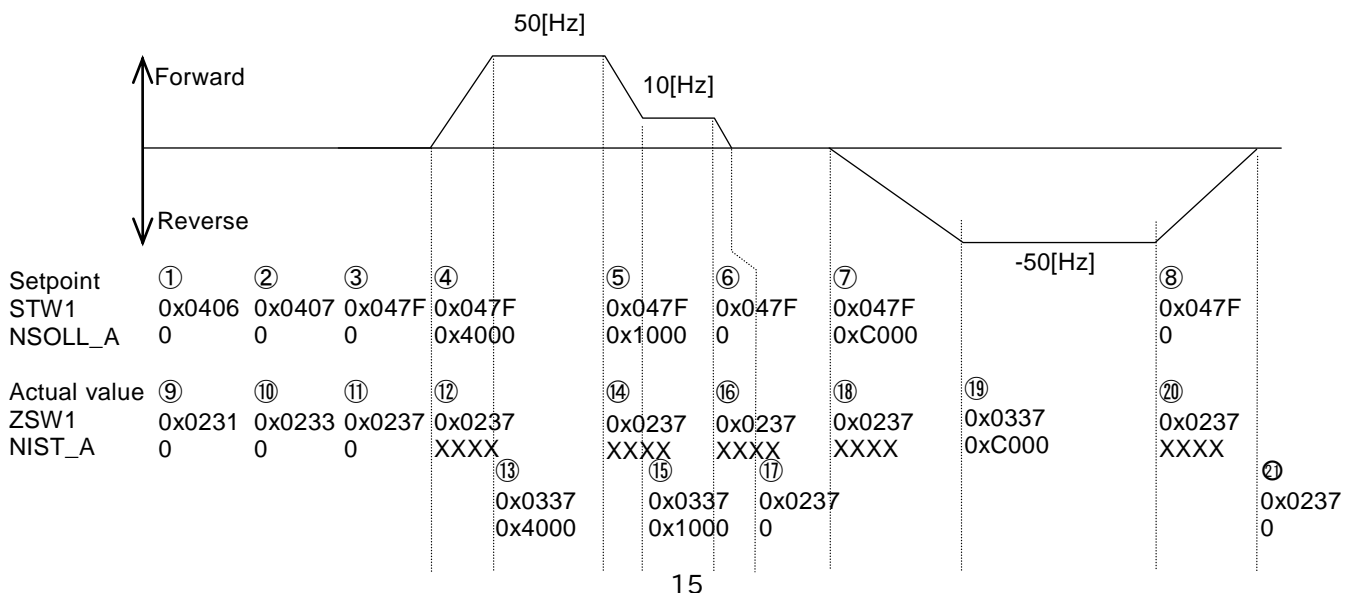 50[Hz]
Forward
10[Hz]
Reverse
-50[Hz]
Setpoint ① ② ③ ④ ⑤ ⑥ ⑦ ⑧
STW1 0x0406 0x0407 0x047F 0x047F 0x047F 0x047F 0x047F 0x047F
NSOLL_A 0 0 0 0x4000 0x1000 0 0xC000 0
Actual value ⑨ ⑩ ⑪ ⑫ ⑭ ⑯ ⑱ ⑲ ⑳
ZSW1 0x0231 0x0233 0x0237 0x0237 0x0237 0x0237 0x0237 0x0337 0x0237
NIST_A 0 0 0 XXXX XXXX XXXX XXXX 0xC000 XXXX
⑬ ⑮ ⑰ ㉑
0x0337 0x0337 0x0237 0x0237
0x4000 0x1000 0 0
15